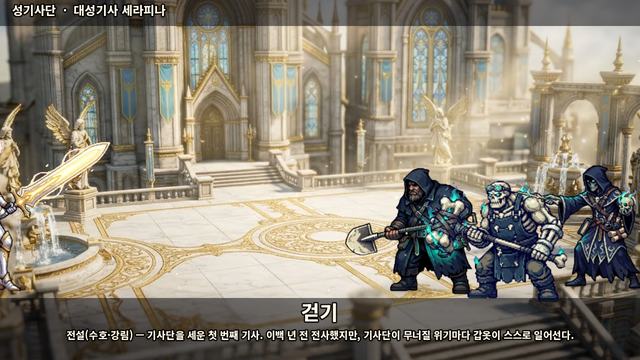 성기사단 · 대성기사 세라피나
걷기
전설(수호·강림) — 기사단을 세운 첫 번째 기사. 이백 년 전 전사했지만, 기사단이 무너질 위기마다 갑옷이 스스로 일어선다.